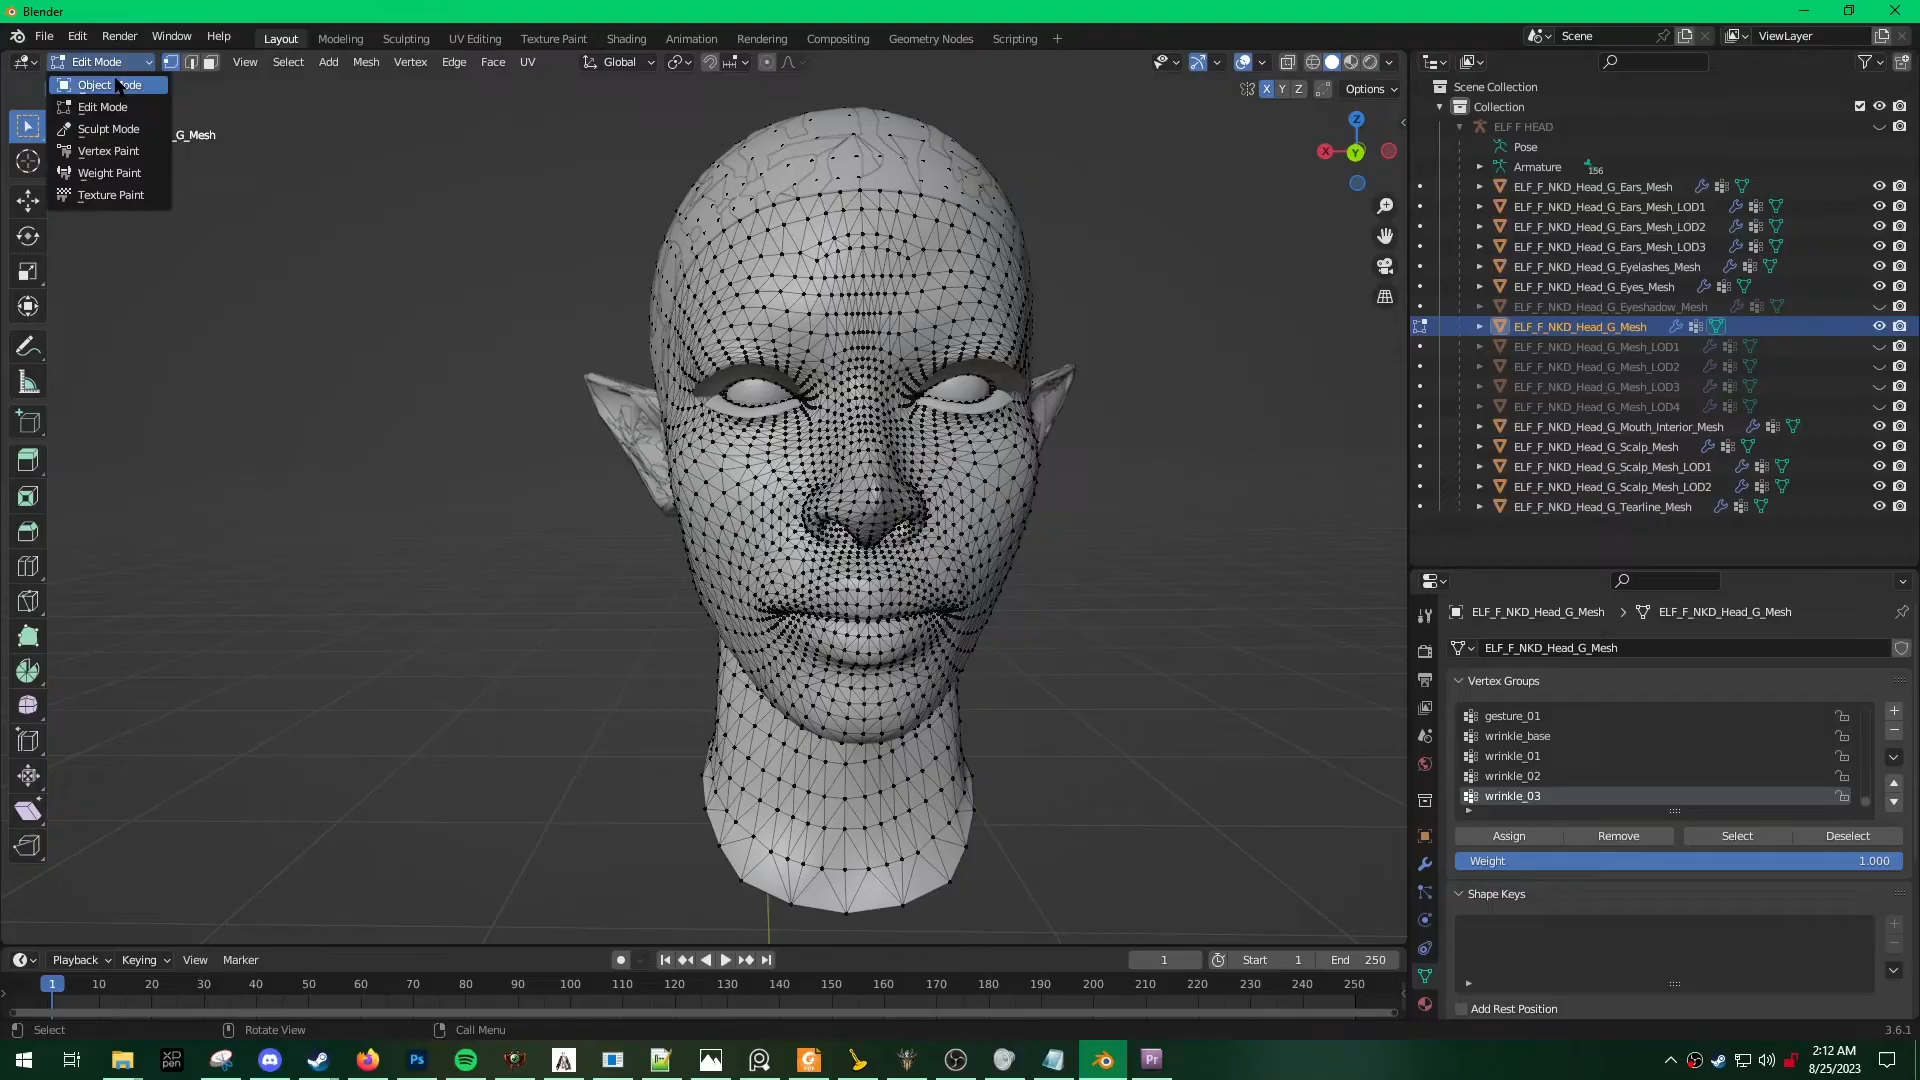 Blender
File Edit Render Window Help
Layout Modeling Sculpting UV Editing Texture Paint Shading Animation Rendering Compositing Geometry Nodes Scripting +
Scene
ViewLayer
Edit Mode
View Select Add Mesh Vertex Edge Face UV
Global
X Y Z Options
Object Mode
Edit Mode
Sculpt Mode
Vertex Paint
Weight Paint
Texture Paint
_G_Mesh
Z
X
Y
Scene Collection
Collection
ELF F HEAD
Pose
Armature 156
ELF_F_NKD_Head_G_Ears_Mesh
ELF_F_NKD_Head_G_Ears_Mesh_LOD1
ELF_F_NKD_Head_G_Ears_Mesh_LOD2
ELF_F_NKD_Head_G_Ears_Mesh_LOD3
ELF_F_NKD_Head_G_Eyelashes_Mesh
ELF_F_NKD_Head_G_Eyes_Mesh
ELF_F_NKD_Head_G_Eyeshadow_Mesh
ELF_F_NKD_Head_G_Mesh
ELF_F_NKD_Head_G_Mesh_LOD1
ELF_F_NKD_Head_G_Mesh_LOD2
ELF_F_NKD_Head_G_Mesh_LOD3
ELF_F_NKD_Head_G_Mesh_LOD4
ELF_F_NKD_Head_G_Mouth_Interior_Mesh
ELF_F_NKD_Head_G_Scalp_Mesh
ELF_F_NKD_Head_G_Scalp_Mesh_LOD1
ELF_F_NKD_Head_G_Scalp_Mesh_LOD2
ELF_F_NKD_Head_G_Tearline_Mesh
ELF_F_NKD_Head_G_Mesh > ELF_F_NKD_Head_G_Mesh
ELF_F_NKD_Head_G_Mesh
Vertex Groups
gesture_01
wrinkle_base
wrinkle_01
wrinkle_02
wrinkle_03
Assign Remove Select Deselect
Weight 1.000
Shape Keys
Add Rest Position
Playback Keying View Marker
1 Start 1 End 250
1 10 20 30 40 50 60 70 80 90 100 110 120 130 140 150 160 170 180 190 200 210 220 230 240 250
Select Rotate View Call Menu
3.6.1
XP PEN
Ps
Pr
2:12 AM
8/25/2023